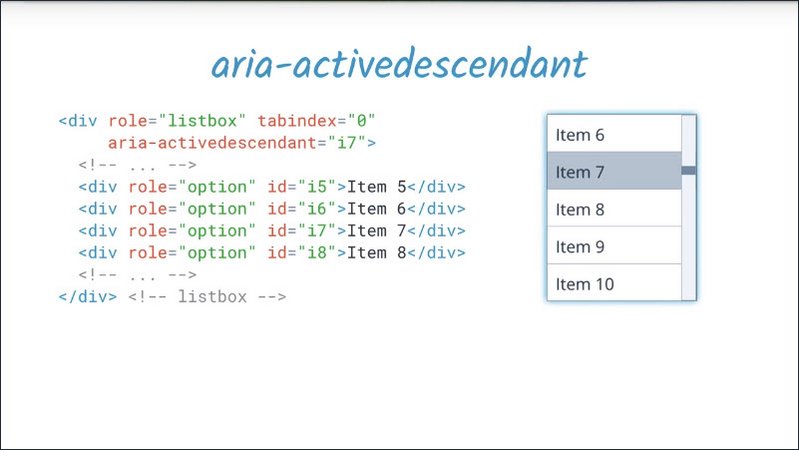 aria-activedescendant
<div role="listbox" tabindex="0"
aria-activedescendant="i7">
<!-- ... -->
<div role="option" id="i5">Item 5</div>
<div role="option" id="i6">Item 6</div>
<div role="option" id="i7">Item 7</div>
<div role="option" id="i8">Item 8</div>
<!-- ... -->
</div> <!-- listbox -->
Item 6
Item 7
Item 8
Item 9
Item 10